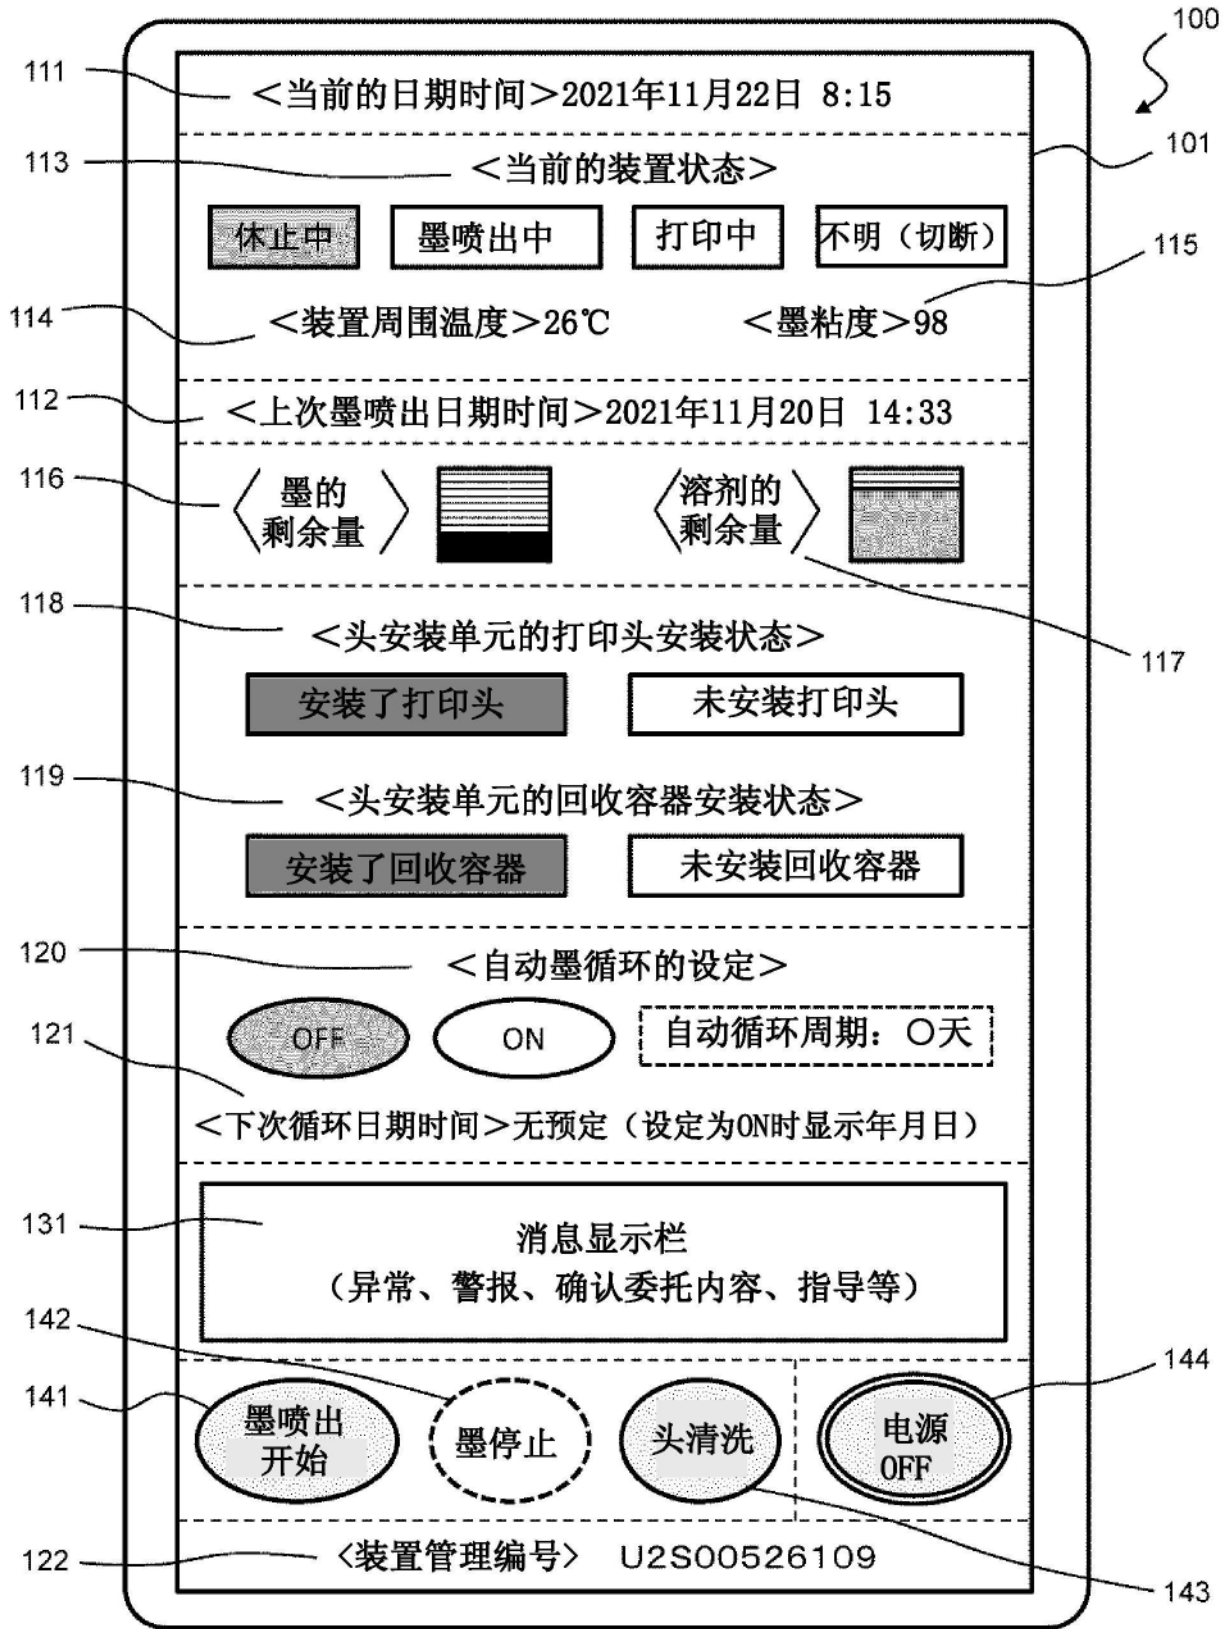 100
111
<当前的日期时间>2021年11月22日 8:15
101
113
<当前的装置状态>
休止中
墨喷出中
打印中
不明（切断）
115
114
<装置周围温度>26℃
<墨粘度>98
112
<上次墨喷出日期时间>2021年11月20日 14:33
116
〈墨的
剩余量〉
〈溶剂的
剩余量〉
117
118
<头安装单元的打印头安装状态>
安装了打印头
未安装打印头
119
<头安装单元的回收容器安装状态>
安装了回收容器
未安装回收容器
120
<自动墨循环的设定>
OFF
ON
自动循环周期：○天
121
<下次循环日期时间>无预定（设定为ON时显示年月日）
131
消息显示栏
（异常、警报、确认委托内容、指导等）
142
141
墨喷出
开始
墨停止
头清洗
电源
OFF
144
122
<装置管理编号> U2S00526109
143